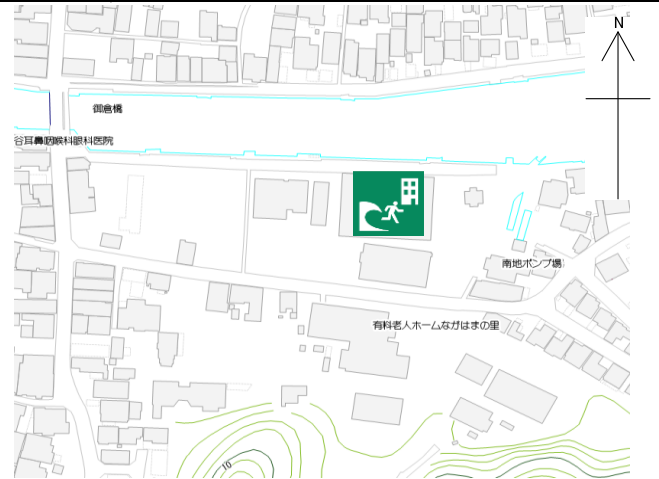 N
御倉橋
谷耳鼻咽喉科眼科医院
南地ポンプ場
有料老人ホームながはまの里
10